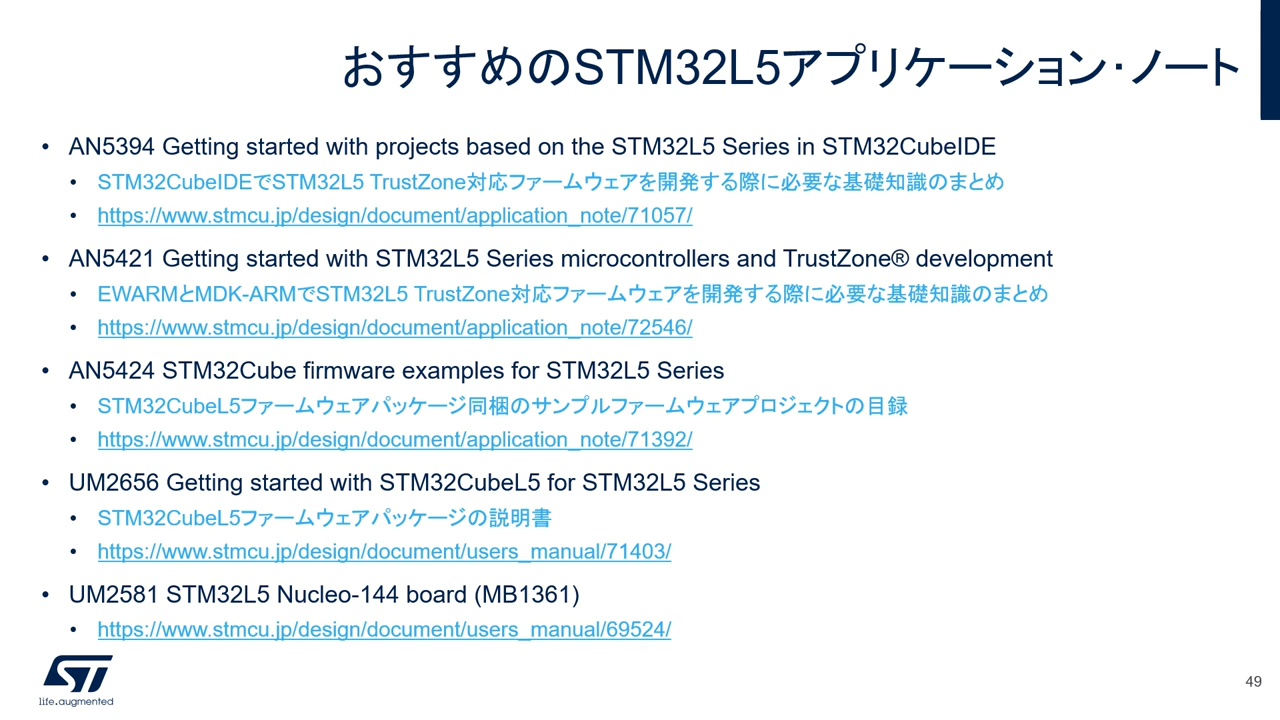 おすすめのSTM32L5アプリケーション・ノート
• AN5394 Getting started with projects based on the STM32L5 Series in STM32CubeIDE
• STM32CubeIDEでSTM32L5 TrustZone対応ファームウェアを開発する際に必要な基礎知識のまとめ
• https://www.stmcu.jp/design/document/application_note/71057/
• AN5421 Getting started with STM32L5 Series microcontrollers and TrustZone® development
• EWARMとMDK-ARMでSTM32L5 TrustZone対応ファームウェアを開発する際に必要な基礎知識のまとめ
• https://www.stmcu.jp/design/document/application_note/72546/
• AN5424 STM32Cube firmware examples for STM32L5 Series
• STM32CubeL5ファームウェアパッケージ同梱のサンプルファームウェアプロジェクトの目録
• https://www.stmcu.jp/design/document/application_note/71392/
• UM2656 Getting started with STM32CubeL5 for STM32L5 Series
• STM32CubeL5ファームウェアパッケージの説明書
• https://www.stmcu.jp/design/document/users_manual/71403/
• UM2581 STM32L5 Nucleo-144 board (MB1361)
• https://www.stmcu.jp/design/document/users_manual/69524/
ST
life.augmented
49